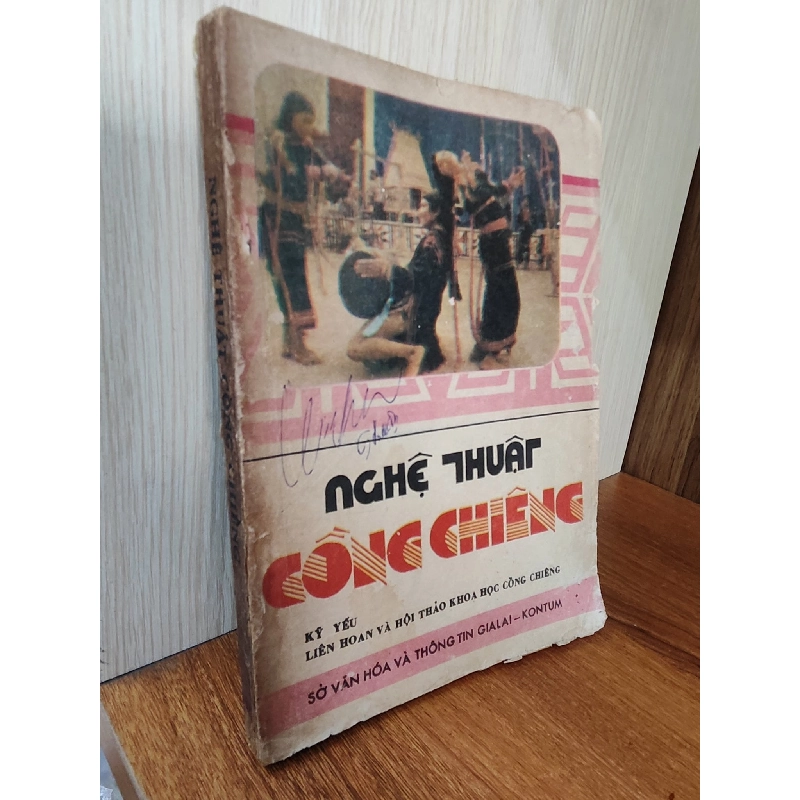 NGHỆ THUẬT
CỒNG CHIÊNG
KỶ YẾU
LIÊN HOAN VÀ HỘI THẢO KHOA HỌC CỒNG CHIÊNG
SỞ VĂN HÓA VÀ THÔNG TIN GIALAI – KONTUM